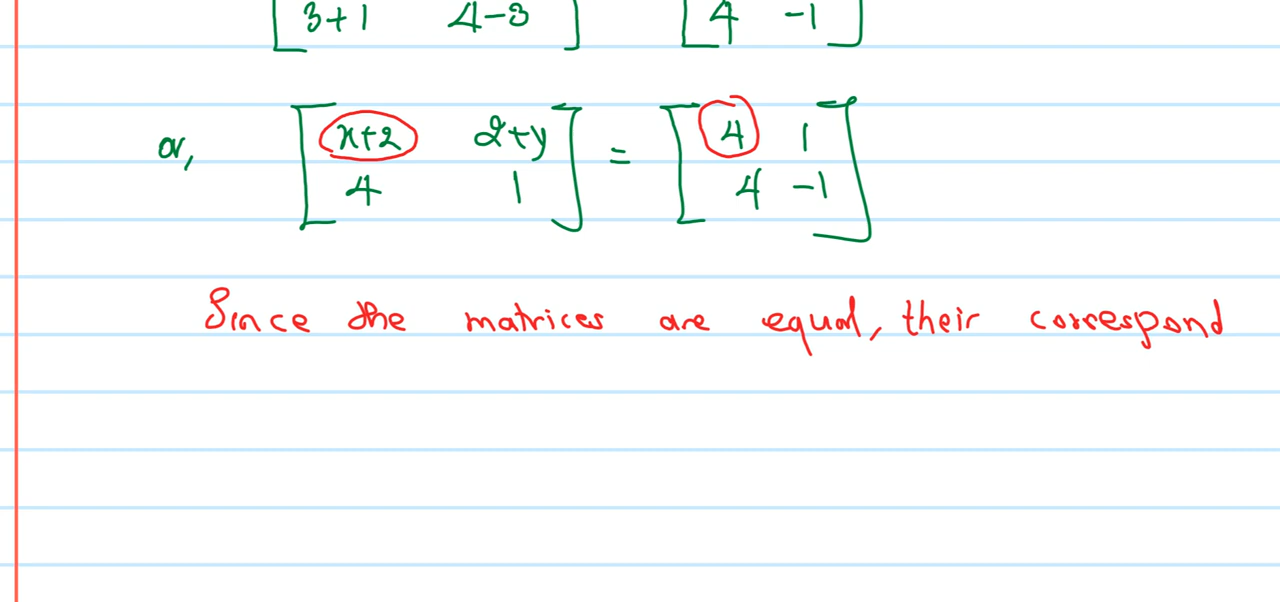 [ 3+1 4-3 ] [ 4 -1 ]
or, [ x+2 2+y ] = [ 4 1 ]
[ 4 1 ] [ 4 -1 ]
Since the matrices are equal, their correspond